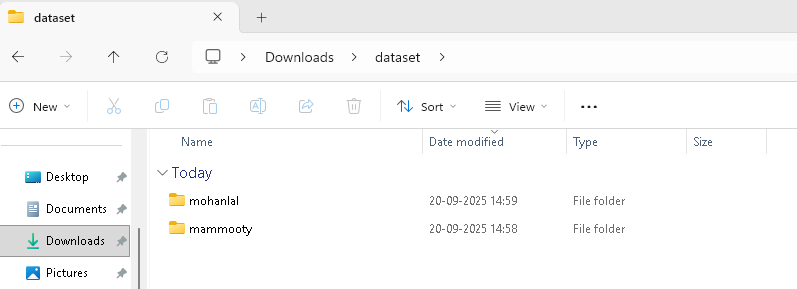 dataset
Downloads dataset
New Sort View
Name Date modified Type Size
Today
Desktop
mohanlal 20-09-2025 14:59 File folder
Documents
mammooty 20-09-2025 14:58 File folder
Downloads
Pictures